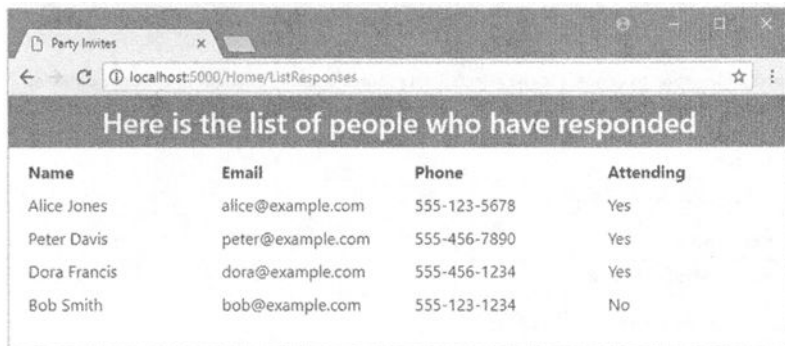 Party Invites
localhost:5000/Home/ListResponses
Here is the list of people who have responded
Name Email Phone Attending
Alice Jones alice@example.com 555-123-5678 Yes
Peter Davis peter@example.com 555-456-7890 Yes
Dora Francis dora@example.com 555-456-1234 Yes
Bob Smith bob@example.com 555-123-1234 No